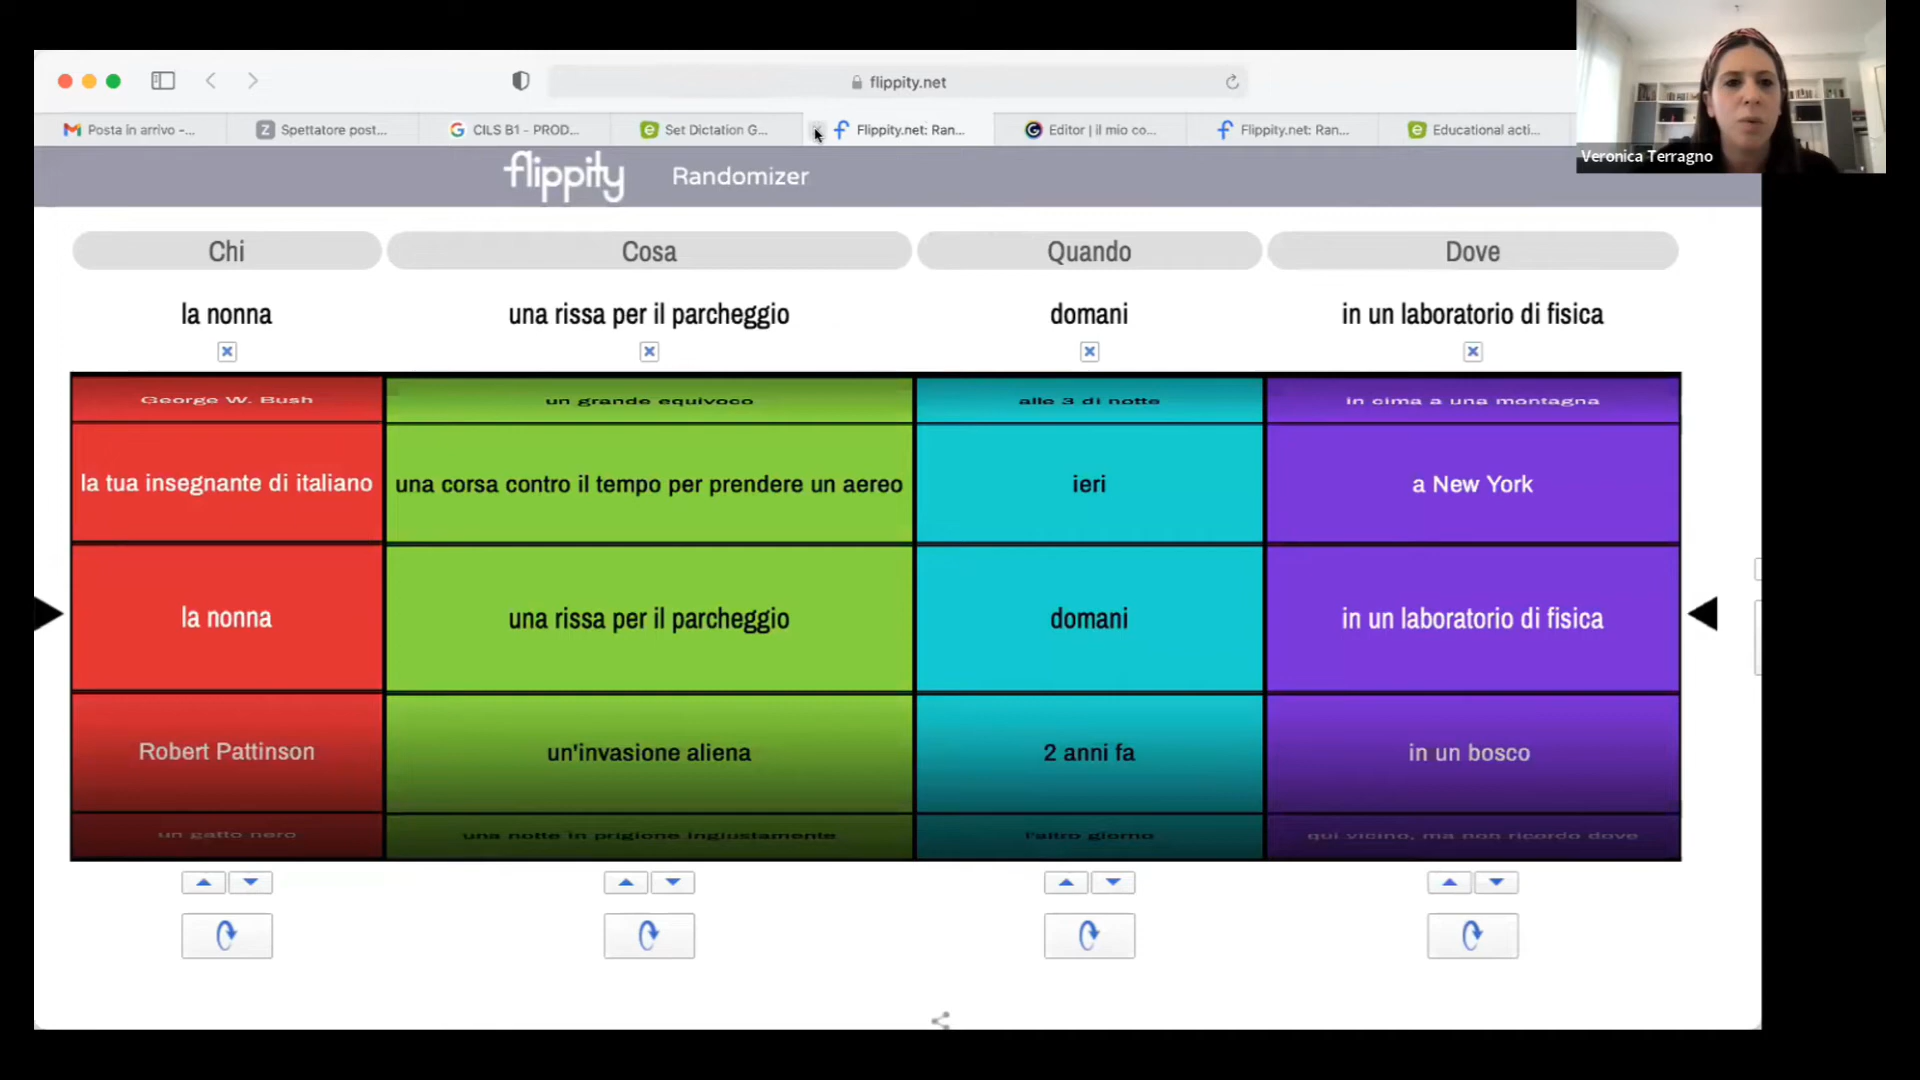 flippity.net
Posta in arrivo –...
Spettatore post...
CILS B1 - PROD...
Set Dictation G...
Flippity.net: Ran...
Editor | il mio co...
Flippity.net: Ran...
Educational acti...
Veronica Terragno
flippity Randomizer
Chi Cosa Quando Dove
la nonna una rissa per il parcheggio domani in un laboratorio di fisica
George W. Bush un grande equivoco alle 3 di notte in cima a una montagna
la tua insegnante di italiano una corsa contro il tempo per prendere un aereo ieri a New York
la nonna una rissa per il parcheggio domani in un laboratorio di fisica
Robert Pattinson un'invasione aliena 2 anni fa in un bosco
un gatto nero una notte in prigione ingiustamente l'altro giorno qui vicino, ma non ricordo dove